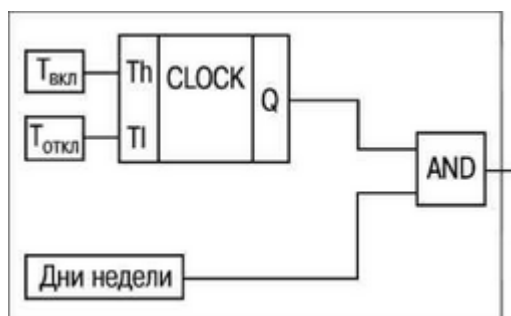 Tвкл
Th
CLOCK
Q
Tоткл
Tl
AND
Дни недели